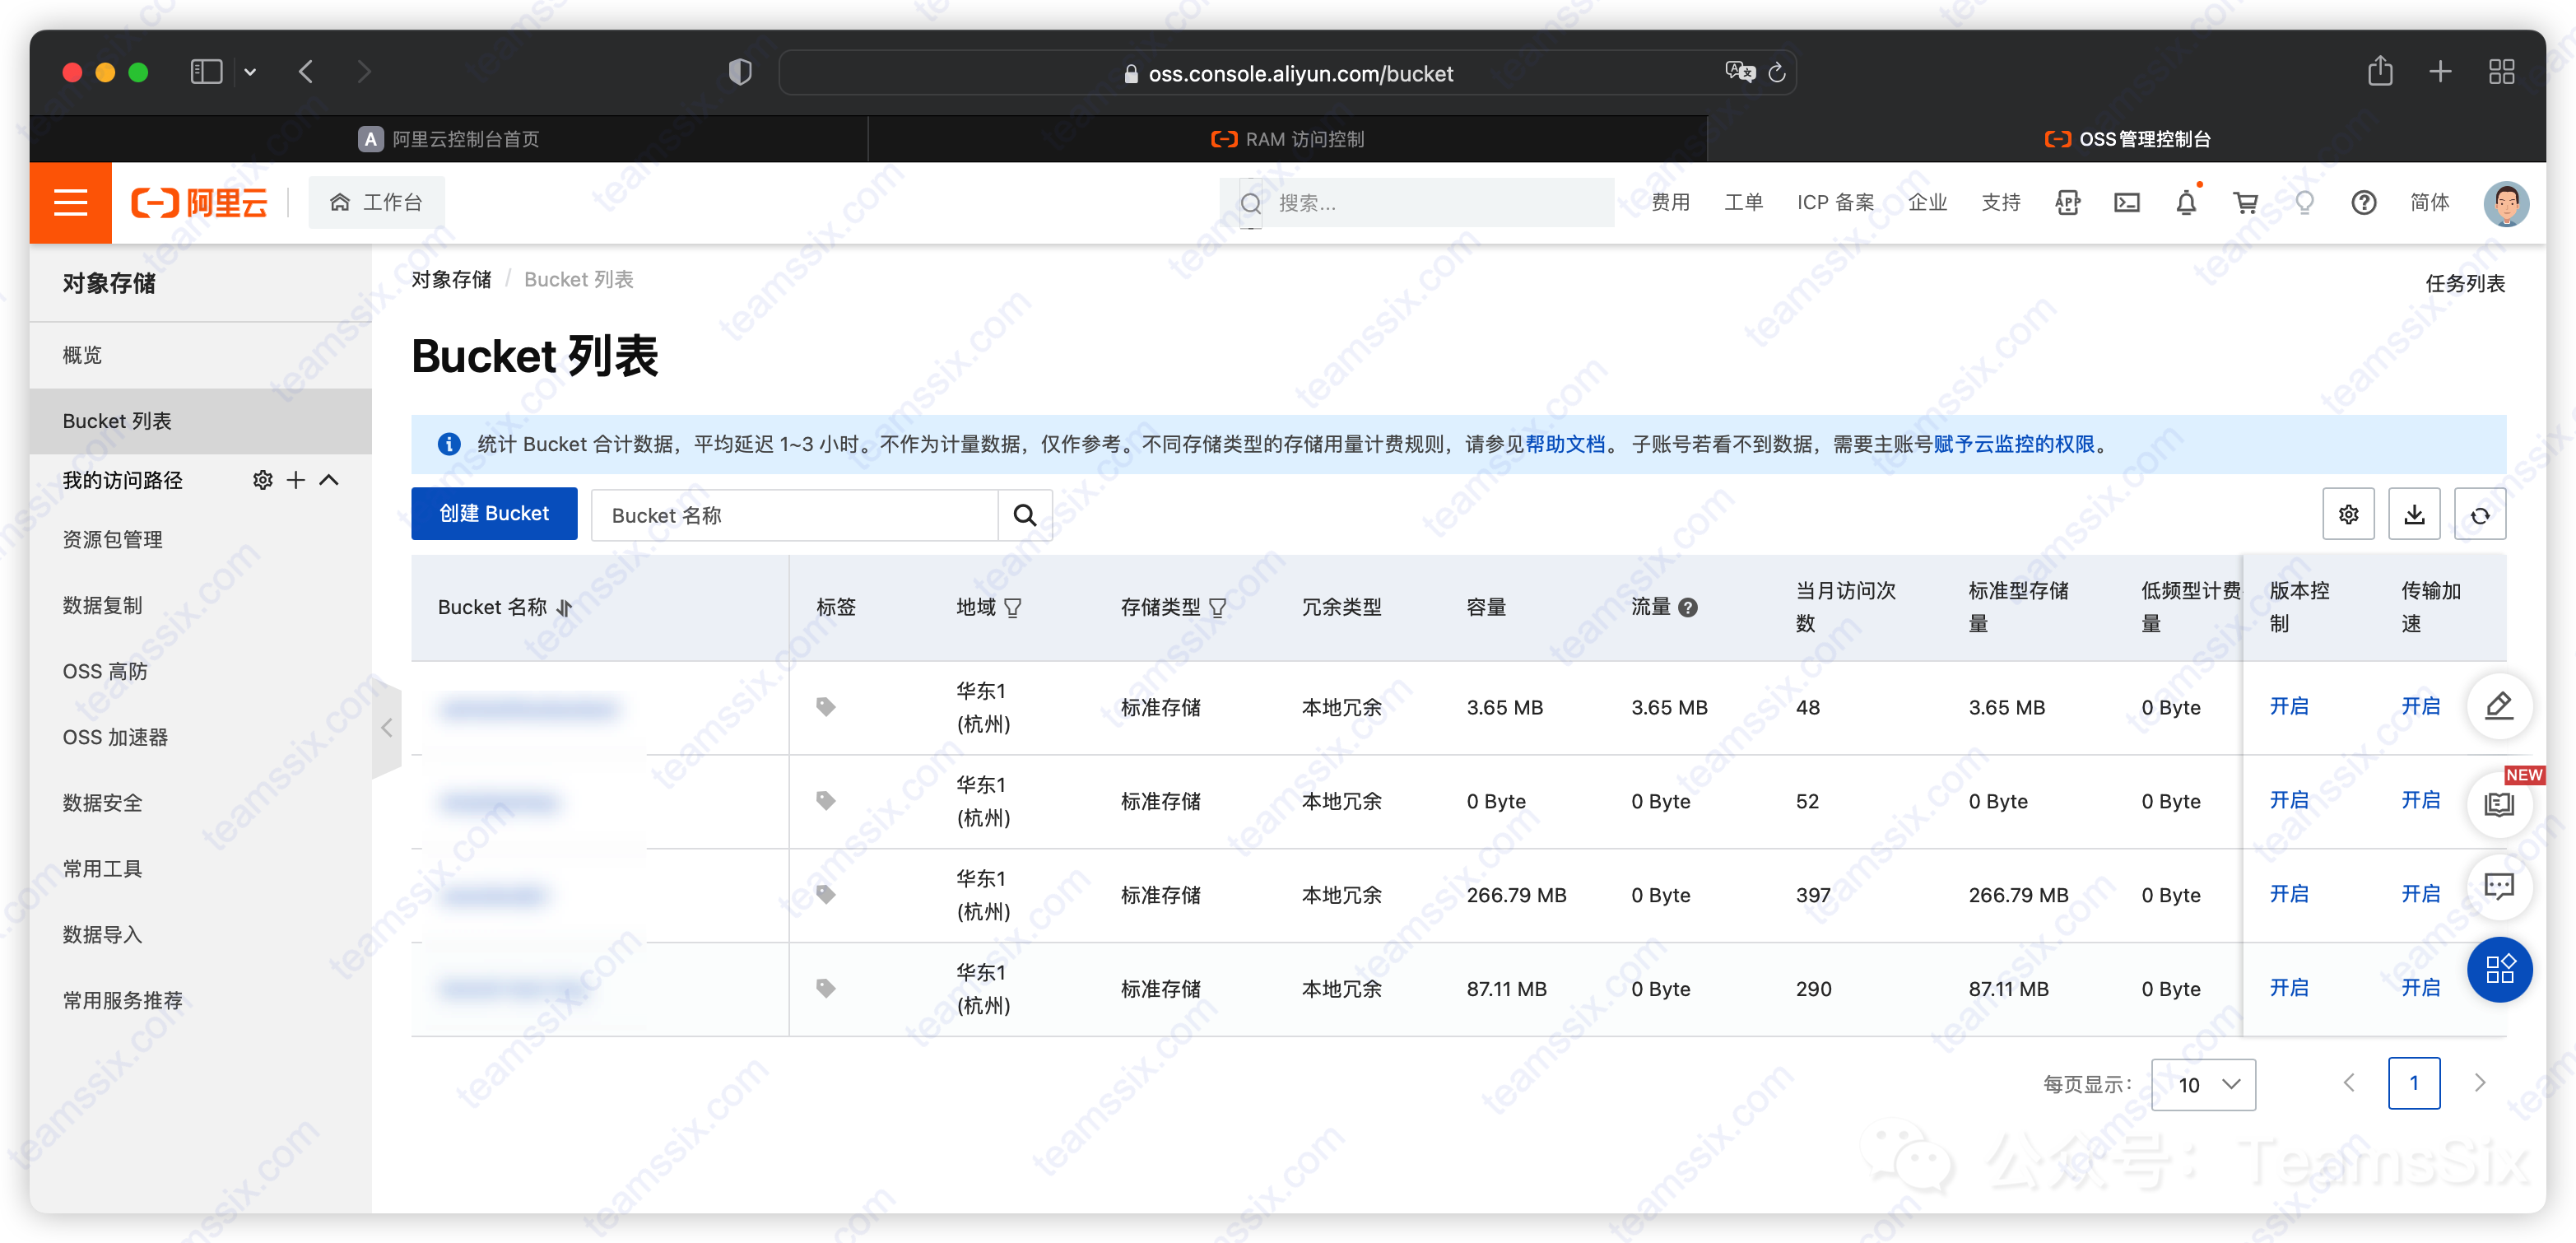 oss.console.aliyun.com/bucket
A 阿里云控制台首页
RAM 访问控制
OSS管理控制台
阿里云
工作台
搜索...
费用 工单 ICP 备案 企业 支持 APP 简体
对象存储
概览
Bucket 列表
我的访问路径
资源包管理
数据复制
OSS 高防
OSS 加速器
数据安全
常用工具
数据导入
常用服务推荐
对象存储 / Bucket 列表
任务列表
Bucket 列表
统计 Bucket 合计数据，平均延迟 1~3 小时。不作为计量数据，仅作参考。不同存储类型的存储用量计费规则，请参见帮助文档。 子账号若看不到数据，需要主账号赋予云监控的权限。
创建 Bucket
Bucket 名称
Bucket 名称 标签 地域 存储类型 冗余类型 容量 流量 当月访问次数 标准型存储量 低频型计费量 版本控制 传输加速
华东1 (杭州) 标准存储 本地冗余 3.65 MB 3.65 MB 48 3.65 MB 0 Byte 开启 开启
华东1 (杭州) 标准存储 本地冗余 0 Byte 0 Byte 52 0 Byte 0 Byte 开启 开启
NEW
华东1 (杭州) 标准存储 本地冗余 266.79 MB 0 Byte 397 266.79 MB 0 Byte 开启 开启
华东1 (杭州) 标准存储 本地冗余 87.11 MB 0 Byte 290 87.11 MB 0 Byte 开启 开启
每页显示： 10 1
公众号：TeamsSix
teamssix.com